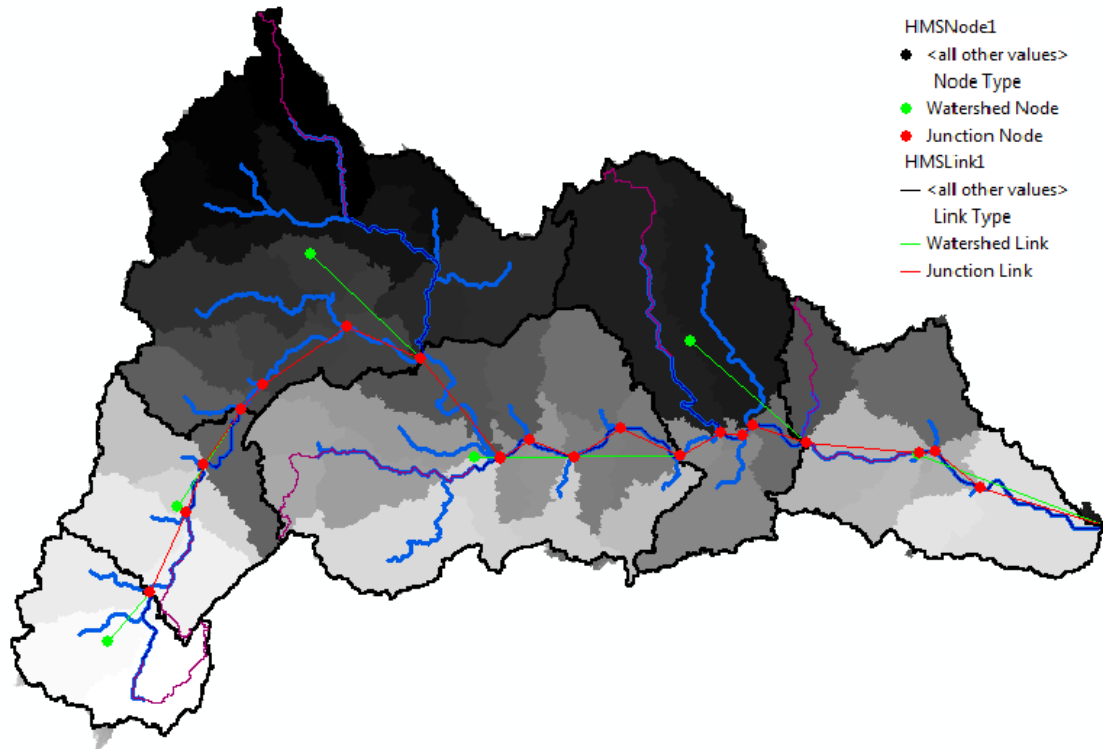 HMSNode1
<all other values>
Node Type
Watershed Node
Junction Node
HMSLink1
<all other values>
Link Type
Watershed Link
Junction Link